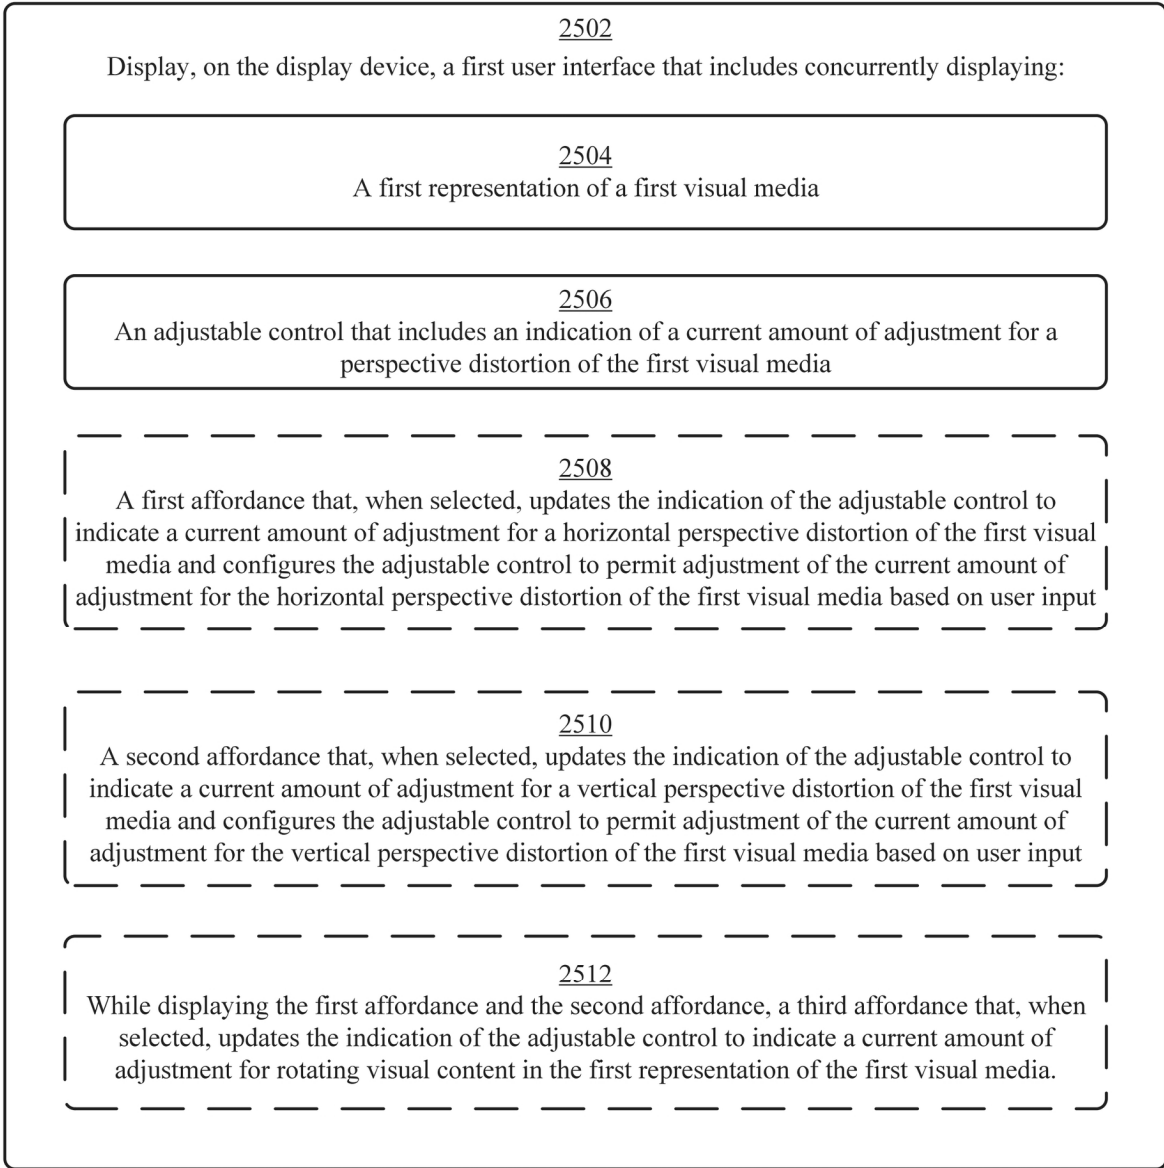 2502
Display, on the display device, a first user interface that includes concurrently displaying:
2504
A first representation of a first visual media
2506
An adjustable control that includes an indication of a current amount of adjustment for a
perspective distortion of the first visual media
2508
A first affordance that, when selected, updates the indication of the adjustable control to
indicate a current amount of adjustment for a horizontal perspective distortion of the first visual
media and configures the adjustable control to permit adjustment of the current amount of
adjustment for the horizontal perspective distortion of the first visual media based on user input
2510
A second affordance that, when selected, updates the indication of the adjustable control to
indicate a current amount of adjustment for a vertical perspective distortion of the first visual
media and configures the adjustable control to permit adjustment of the current amount of
adjustment for the vertical perspective distortion of the first visual media based on user input
2512
While displaying the first affordance and the second affordance, a third affordance that, when
selected, updates the indication of the adjustable control to indicate a current amount of
adjustment for rotating visual content in the first representation of the first visual media.